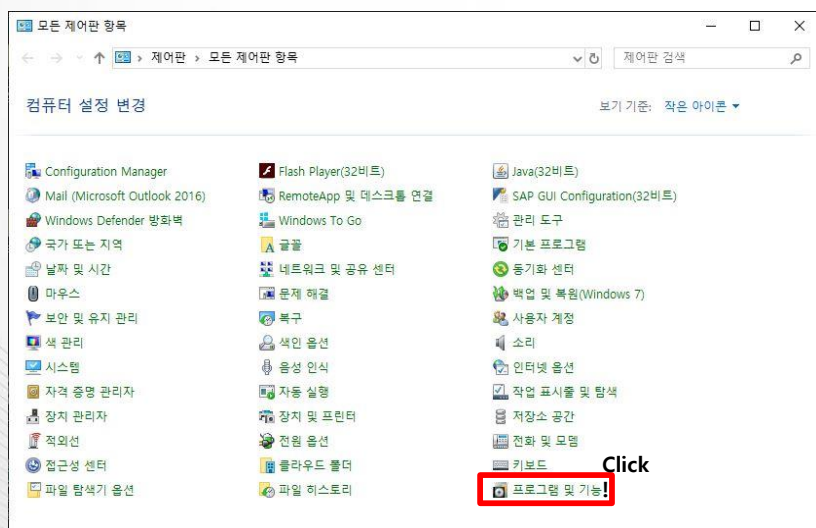 모든 제어판 항목
제어판 › 모든 제어판 항목
제어판 검색
컴퓨터 설정 변경
보기 기준: 작은 아이콘
Configuration Manager
Flash Player(32비트)
Java(32비트)
Mail (Microsoft Outlook 2016)
RemoteApp 및 데스크톱 연결
SAP GUI Configuration(32비트)
Windows Defender 방화벽
Windows To Go
관리 도구
국가 또는 지역
글꼴
기본 프로그램
날짜 및 시간
네트워크 및 공유 센터
동기화 센터
마우스
문제 해결
백업 및 복원(Windows 7)
보안 및 유지 관리
복구
사용자 계정
색 관리
색인 옵션
소리
시스템
음성 인식
인터넷 옵션
자격 증명 관리자
자동 실행
작업 표시줄 및 탐색
장치 관리자
장치 및 프린터
저장소 공간
적외선
전원 옵션
전화 및 모뎀
접근성 센터
클라우드 폴더
키보드
Click
파일 탐색기 옵션
파일 히스토리
프로그램 및 기능
!